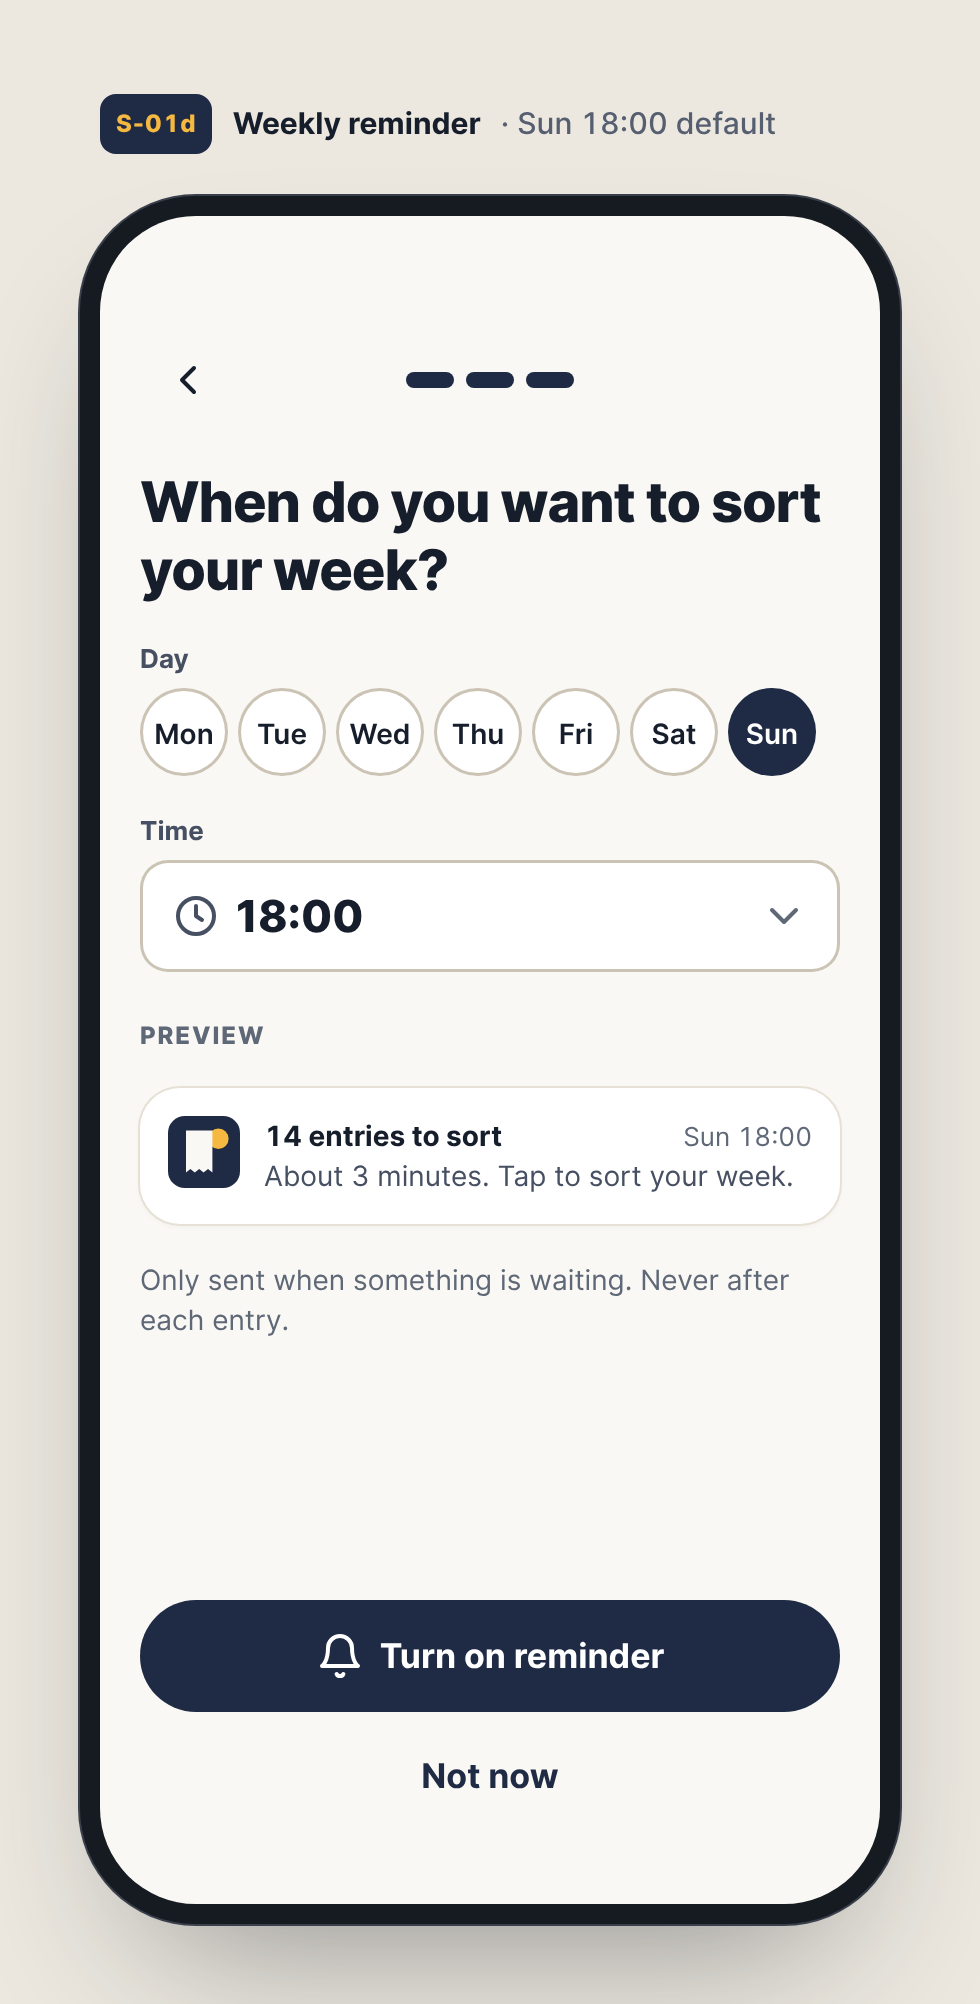 S-01d Weekly reminder · Sun 18:00 default
When do you want to sort
your week?
Day
Mon Tue Wed Thu Fri Sat Sun
Time
18:00
PREVIEW
14 entries to sort Sun 18:00
About 3 minutes. Tap to sort your week.
Only sent when something is waiting. Never after
each entry.
Turn on reminder
Not now